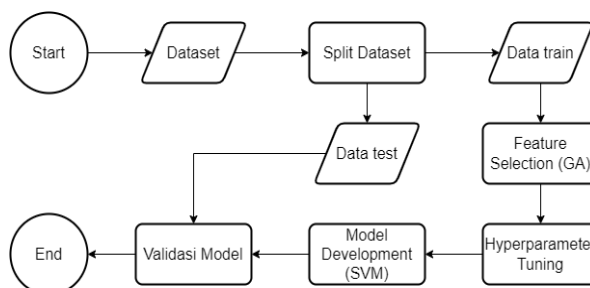 Start
Dataset
Split Dataset
Data train
Data test
Feature
Selection (GA)
End
Validasi Model
Model
Development
(SVM)
Hyperparamete
Tuning